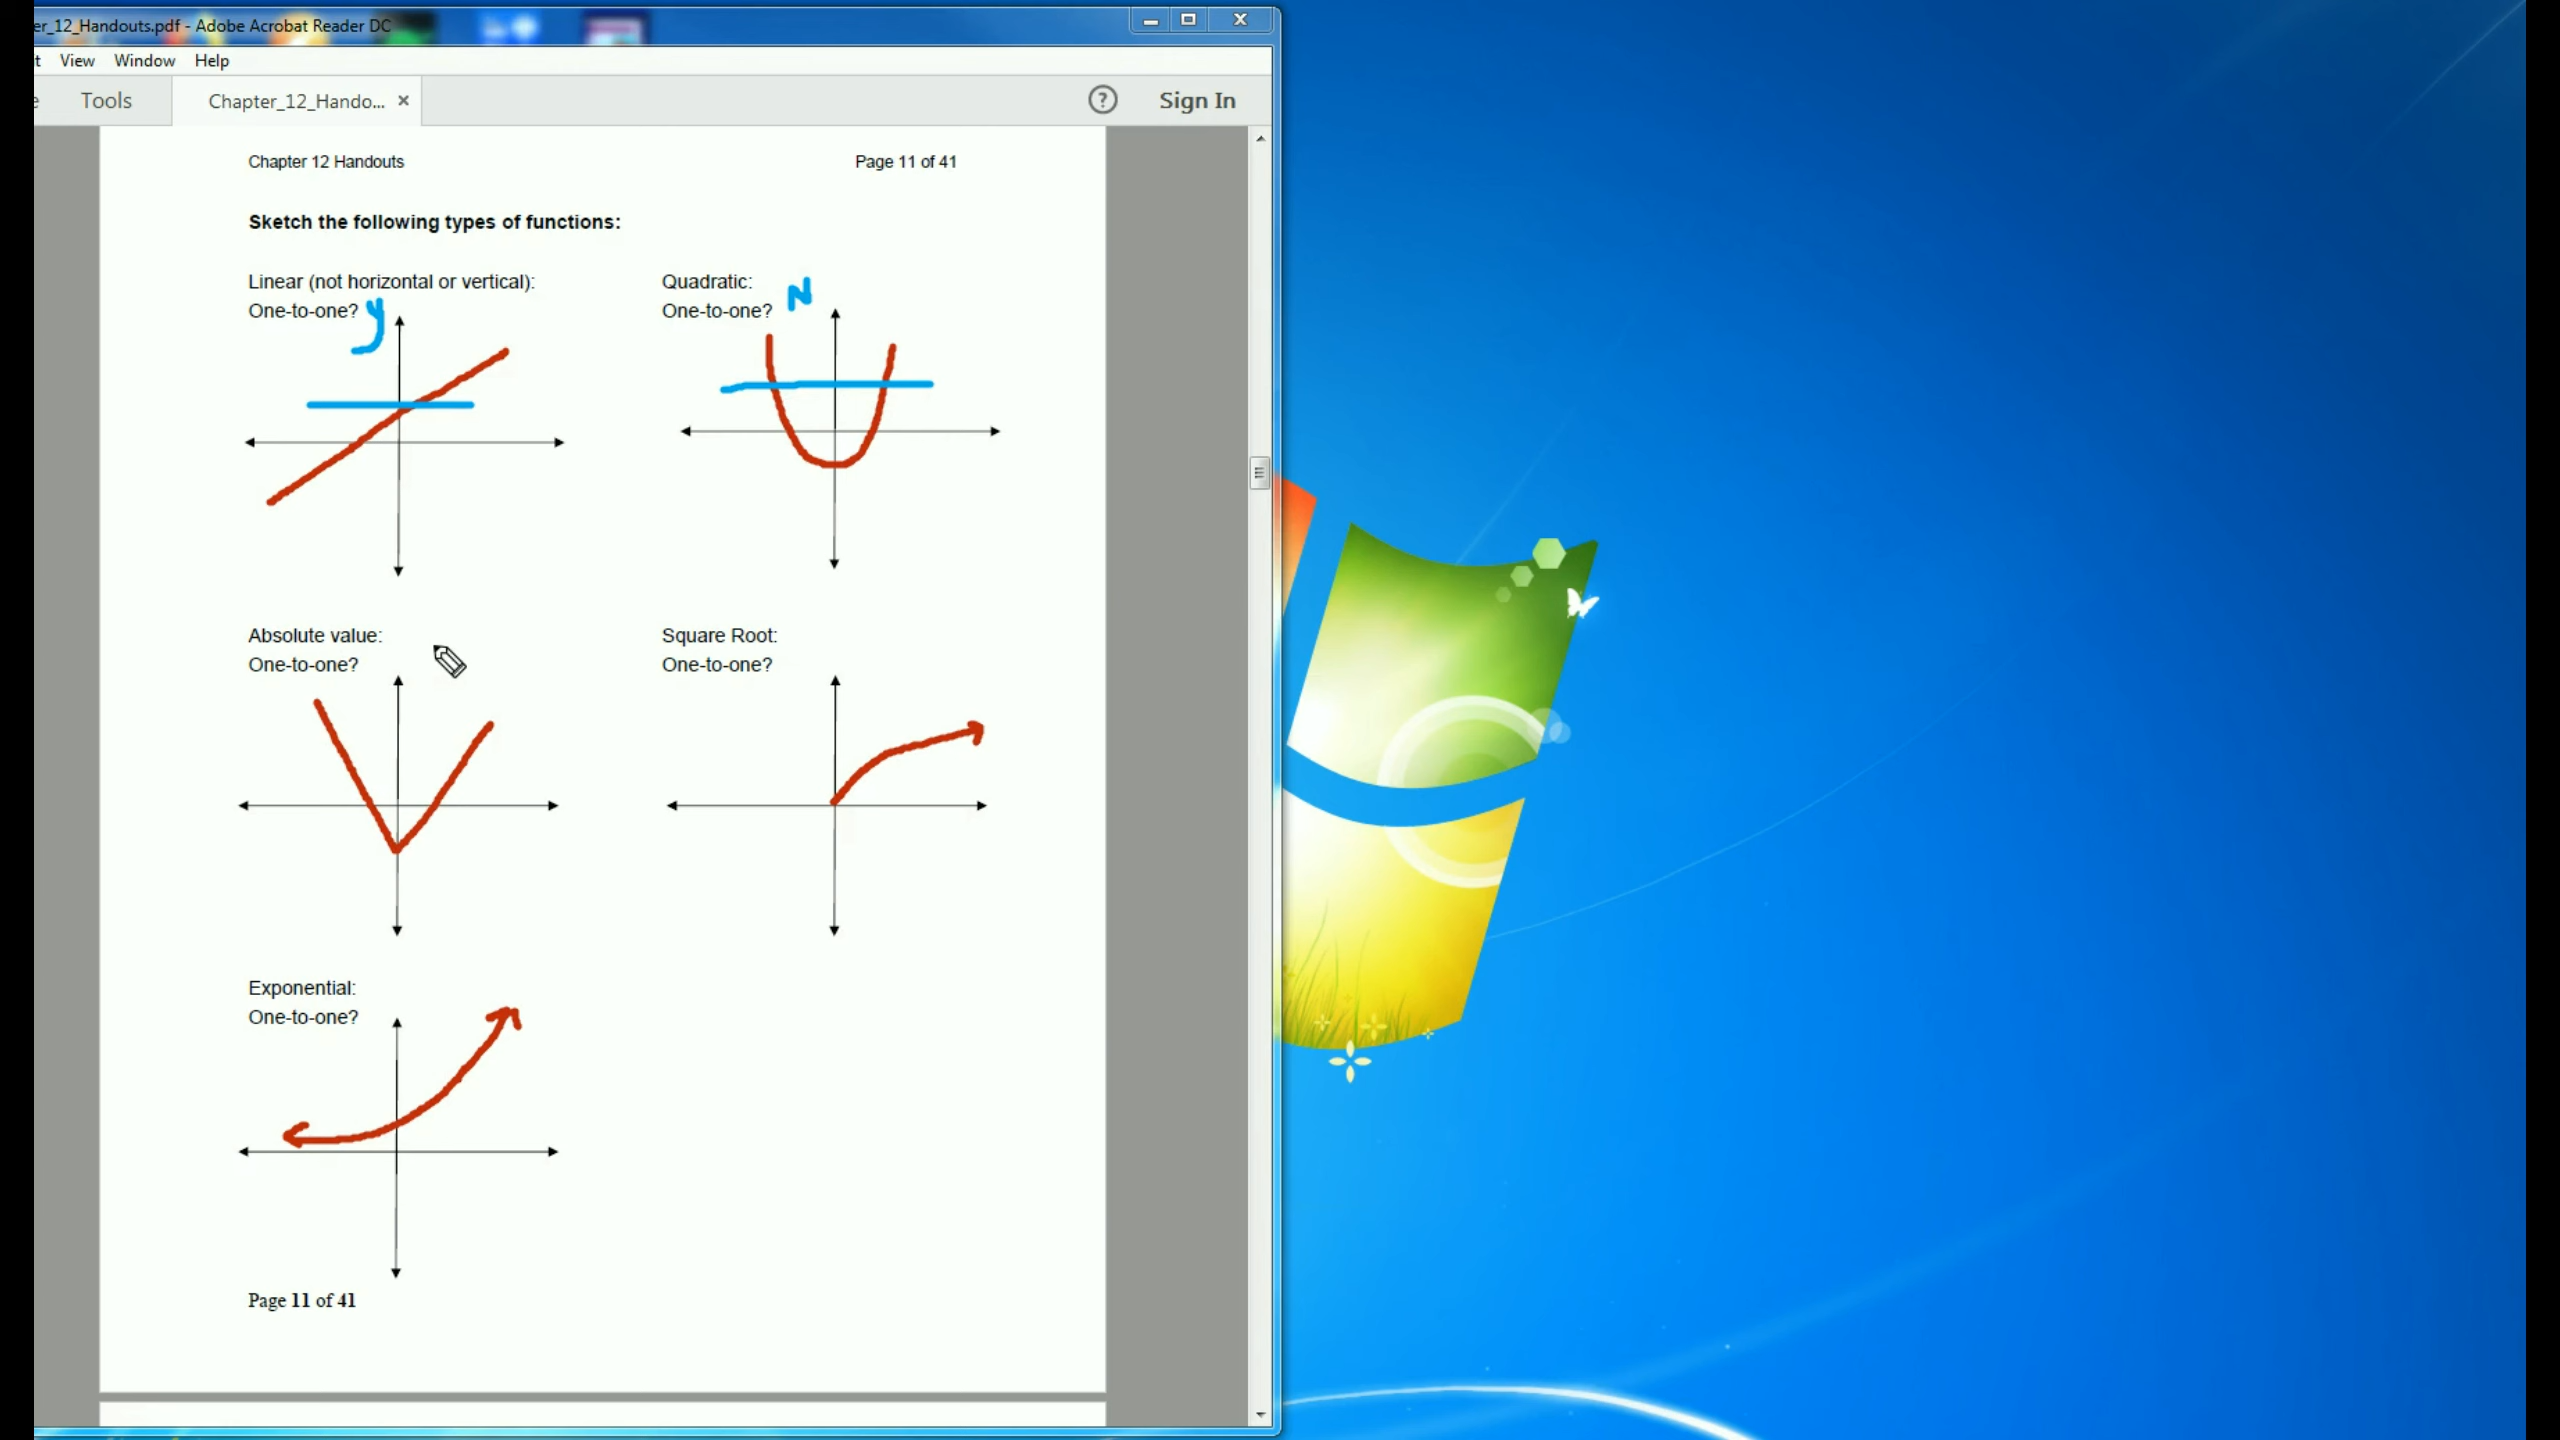 er_12_Handouts.pdf - Adobe Acrobat Reader DC
t View Window Help
e Tools Chapter_12_Hando... × ? Sign In
Chapter 12 Handouts Page 11 of 41
Sketch the following types of functions:
Linear (not horizontal or vertical):
One-to-one? y
Quadratic:
One-to-one? N
Absolute value:
One-to-one?
Square Root:
One-to-one?
Exponential:
One-to-one?
Page 11 of 41